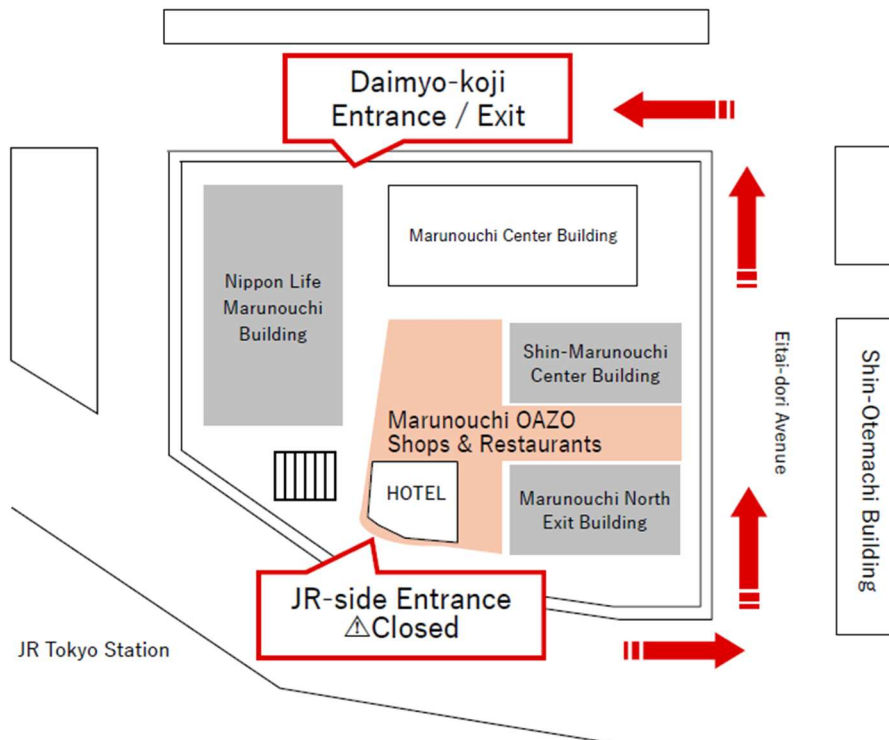 Daimyo-koji
Entrance / Exit
Marunouchi Center Building
Nippon Life
Marunouchi
Building
Shin-Marunouchi
Center Building
Eitai-dori Avenue
Shin-Otemachi Building
Marunouchi OAZO
Shops & Restaurants
HOTEL
Marunouchi North
Exit Building
JR-side Entrance
⚠Closed
JR Tokyo Station